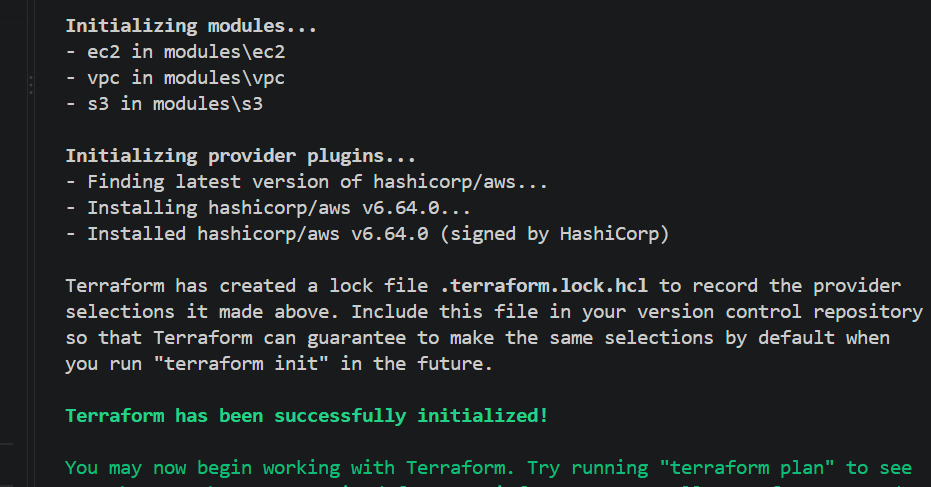 Initializing modules...
- ec2 in modules\ec2
- vpc in modules\vpc
- s3 in modules\s3
Initializing provider plugins...
- Finding latest version of hashicorp/aws...
- Installing hashicorp/aws v6.64.0...
- Installed hashicorp/aws v6.64.0 (signed by HashiCorp)
Terraform has created a lock file .terraform.lock.hcl to record the provider
selections it made above. Include this file in your version control repository
so that Terraform can guarantee to make the same selections by default when
you run "terraform init" in the future.
Terraform has been successfully initialized!
You may now begin working with Terraform. Try running "terraform plan" to see